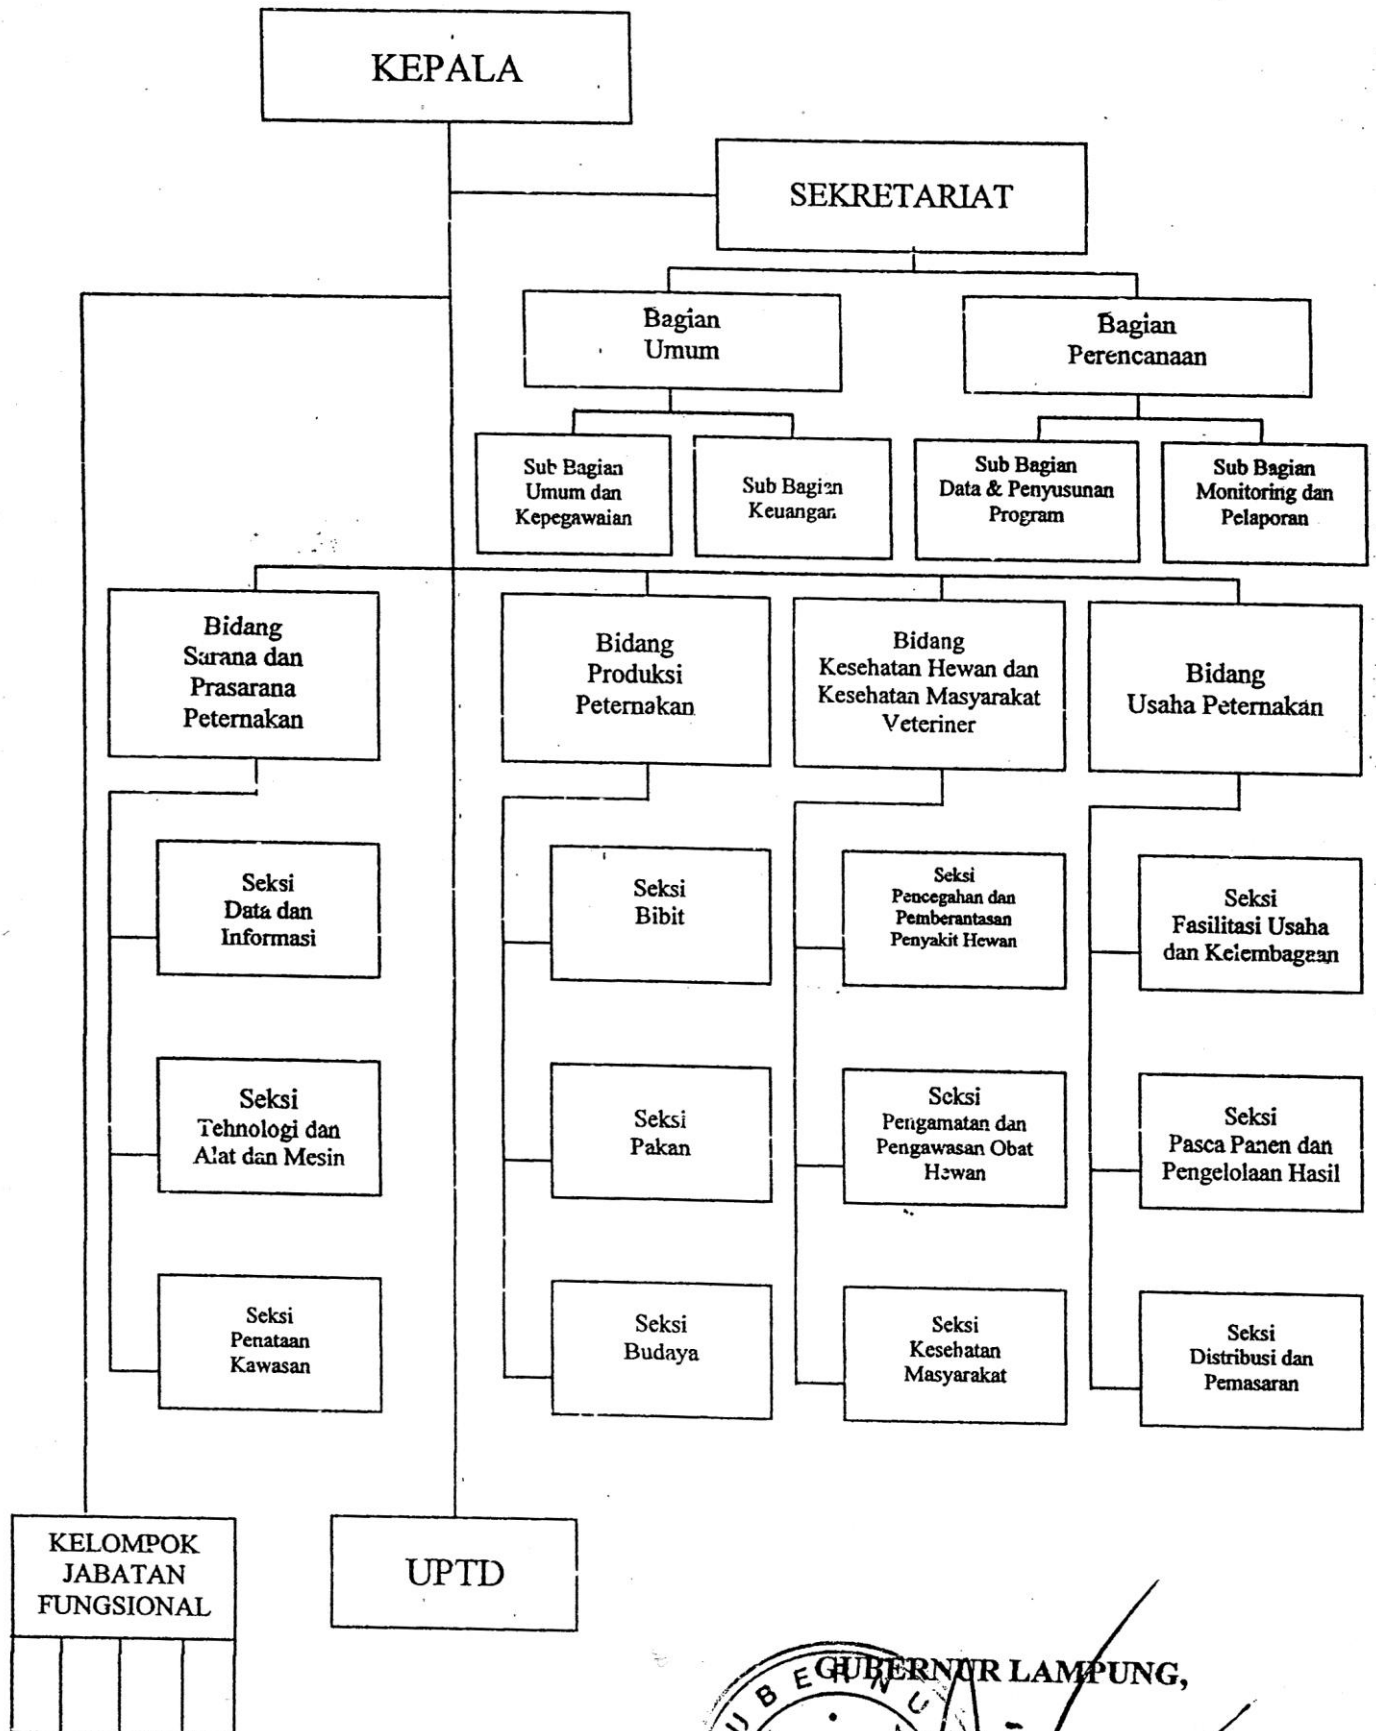 KEPALA
SEKRETARIAT
Bagian
Umum
Bagian
Perencanaan
Sub Bagian
Umum dan
Kepegawaian
Sub Bagian
Keuangan
Sub Bagian
Data & Penyusunan
Program
Sub Bagian
Monitoring dan
Pelaporan
Bidang
Sarana dan
Prasarana
Peternakan
Bidang
Produksi
Peternakan
Bidang
Kesehatan Hewan dan
Kesehatan Masyarakat
Veteriner
Bidang
Usaha Peternakan
Seksi
Data dan
Informasi
Seksi
Bibit
Seksi
Pencegahan dan
Pemberantasan
Penyakit Hewan
Seksi
Fasilitasi Usaha
dan Kelembagaan
Seksi
Tehnologi dan
Alat dan Mesin
Seksi
Pakan
Seksi
Pengamatan dan
Pengawasan Obat
Hewan
Seksi
Pasca Panen dan
Pengelolaan Hasil
Seksi
Penataan
Kawasan
Seksi
Budaya
Seksi
Kesehatan
Masyarakat
Seksi
Distribusi dan
Pemasaran
KELOMPOK
JABATAN
FUNGSIONAL
UPTD
GUBERNUR LAMPUNG,